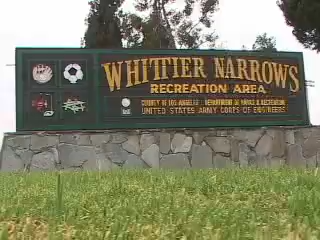 WHITTIER NARROWS
RECREATION AREA
COUNTY OF LOS ANGELES DEPARTMENT OF PARKS & RECREATION
UNITED STATES ARMY CORPS OF ENGINEERS